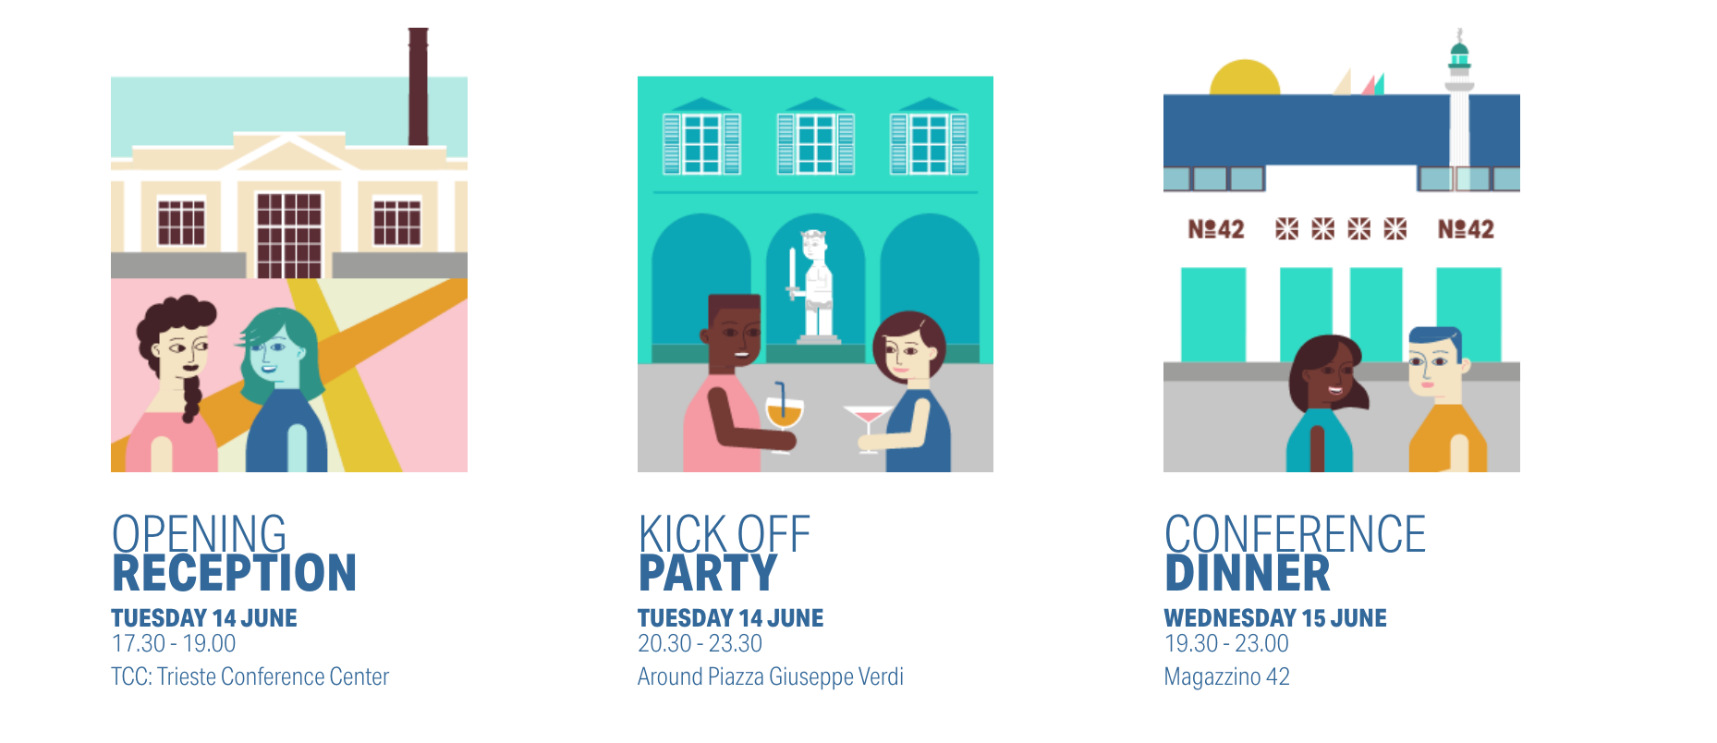 Nº42
Nº42
OPENING
RECEPTION
TUESDAY 14 JUNE
17.30 - 19.00
TCC: Trieste Conference Center
KICK OFF
PARTY
TUESDAY 14 JUNE
20.30 - 23.30
Around Piazza Giuseppe Verdi
CONFERENCE
DINNER
WEDNESDAY 15 JUNE
19.30 - 23.00
Magazzino 42